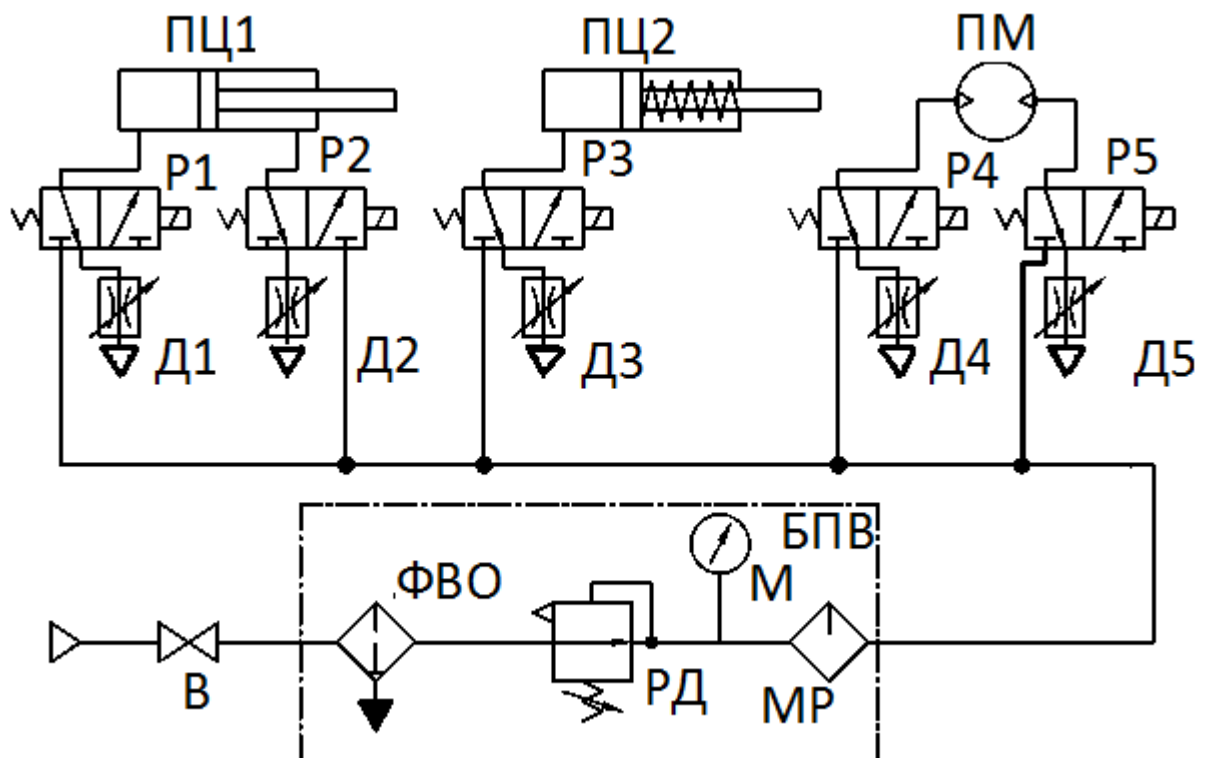 ПЦ1 ПЦ2 ПМ
Р1 Р2 Р3 Р4 Р5
Д1 Д2 Д3 Д4 Д5
БПВ
ФВО М
В РД МР